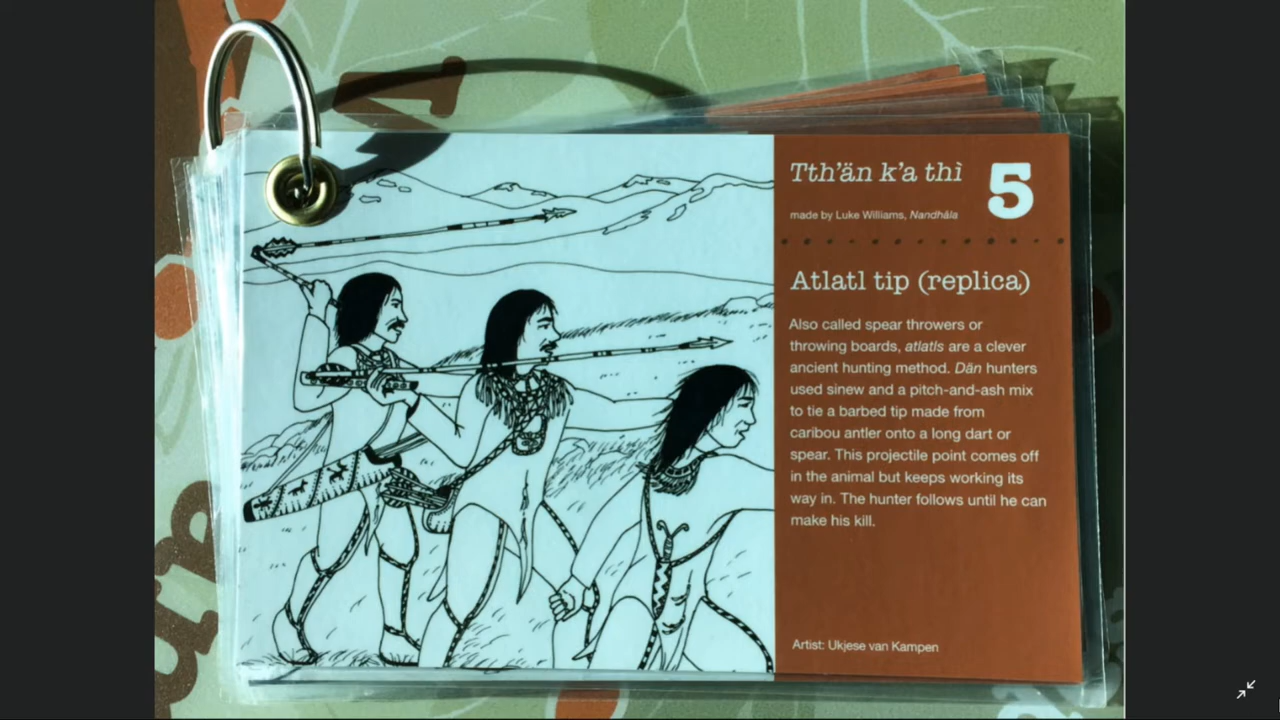 Tth'än k'a thì
5
made by Luke Williams, Nandhäla
Atlatl tip (replica)
Also called spear throwers or
throwing boards, atlatls are a clever
ancient hunting method. Dän hunters
used sinew and a pitch-and-ash mix
to tie a barbed tip made from
caribou antler onto a long dart or
spear. This projectile point comes off
in the animal but keeps working its
way in. The hunter follows until he can
make his kill.
Artist: Ukjese van Kampen